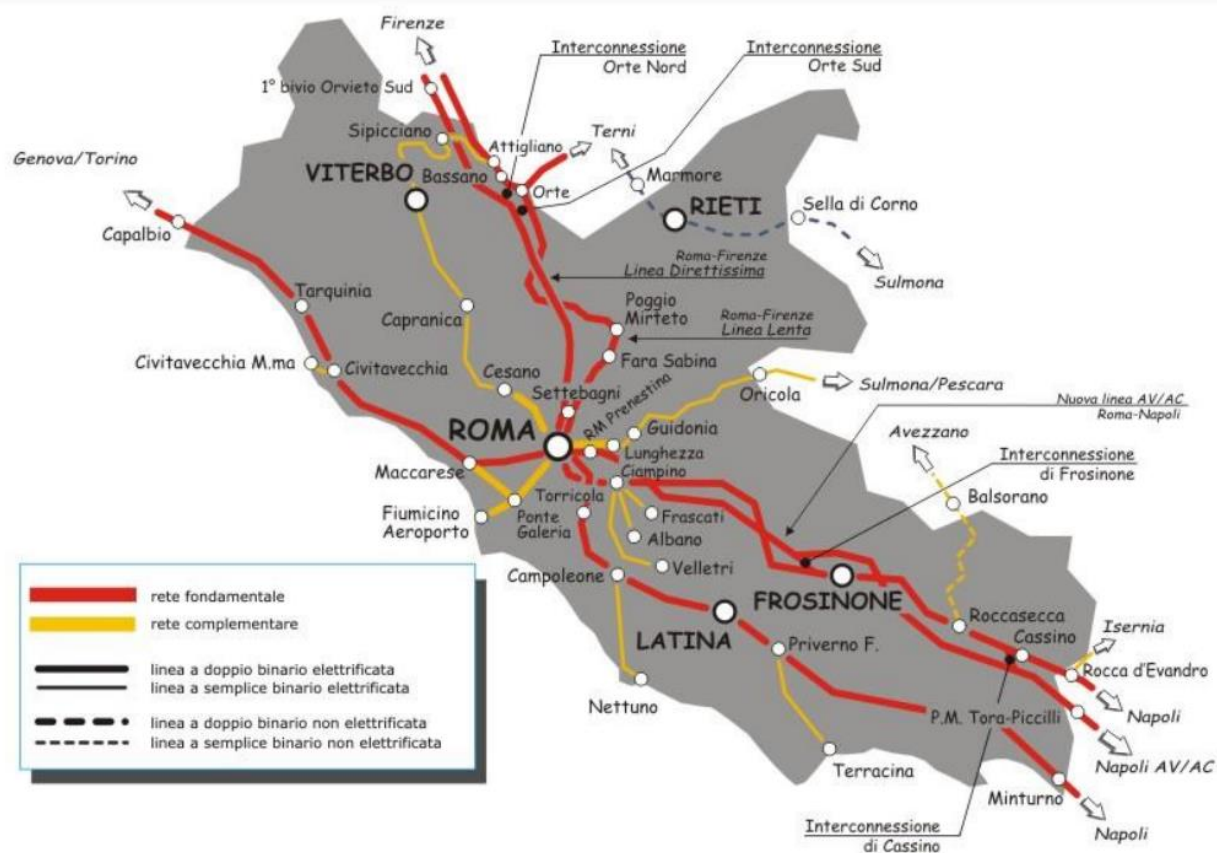 Firenze
Interconnessione
Orte Nord
Interconnessione
Orte Sud
1° bivio Orvieto Sud
Sipicciano
Attigliano
Terni
Genova/Torino
VITERBO
Bassano
Orte
Marmore
RIETI
Sella di Corno
Capalbio
Roma-Firenze
Linea Direttissima
Sulmona
Tarquinia
Capranica
Poggio
Mirteto
Roma-Firenze
Linea Lenta
Civitavecchia M.ma
Civitavecchia
Cesano
Fara Sabina
Settebagni
Oricola
Sulmona/Pescara
RM Prenestina
Nuova linea AV/AC
Roma-Napoli
ROMA
Guidonia
Avezzano
Lunghezza
Interconnessione
di Frosinone
Maccarese
Ciampino
Balsorano
Torricola
Fiumicino
Aeroporto
Ponte
Galeria
Frascati
Albano
Velletri
Campoleone
FROSINONE
Roccasecca
Isernia
LATINA
Cassino
Priverno F.
Rocca d'Evandro
Nettuno
P.M. Tora-Piccilli
Napoli
Terracina
Napoli AV/AC
Minturno
Interconnessione
di Cassino
Napoli
rete fondamentale
rete complementare
linea a doppio binario elettrificata
linea a semplice binario elettrificata
linea a doppio binario non elettrificata
linea a semplice binario non elettrificata